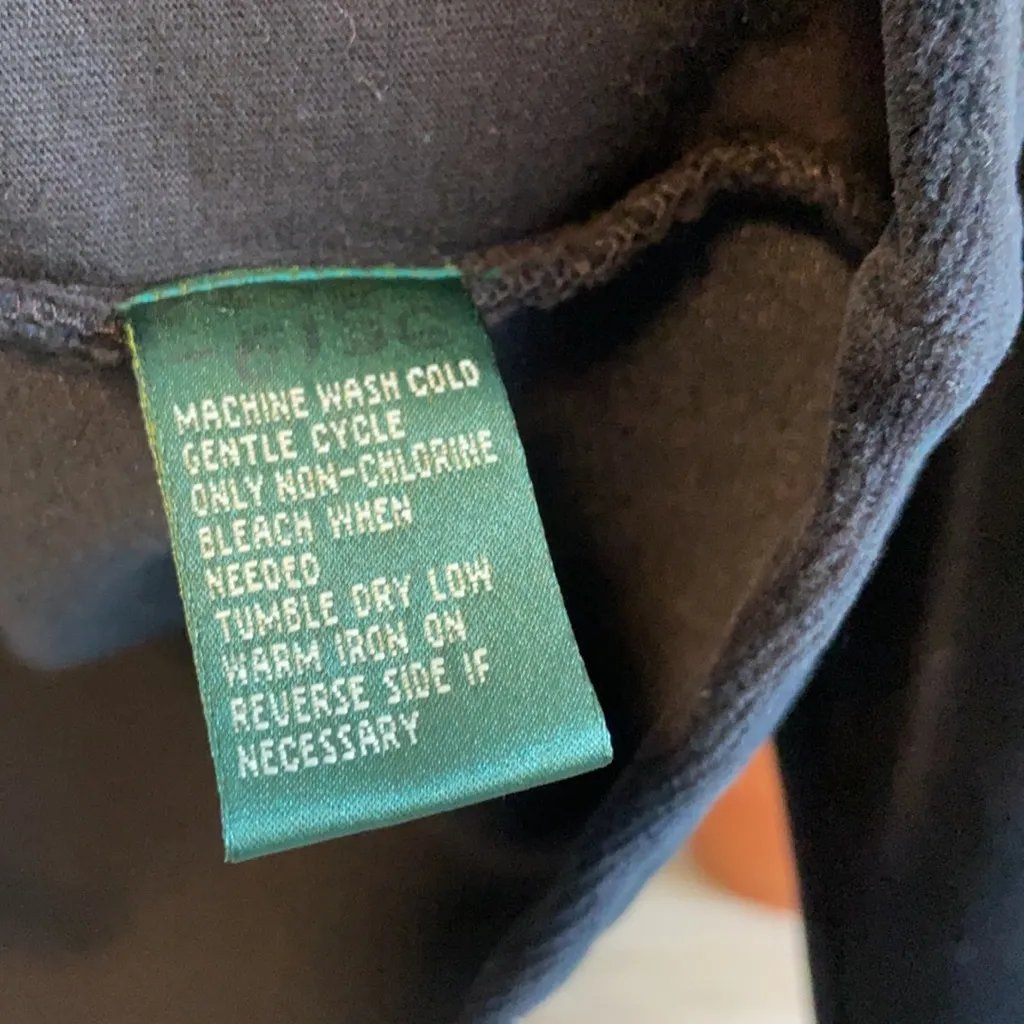 MACHINE WASH COLD
GENTLE CYCLE
ONLY NON-CHLORINE
BLEACH WHEN
NEEDED
TUMBLE DRY LOW
WARM IRON ON
REVERSE SIDE IF
NECESSARY